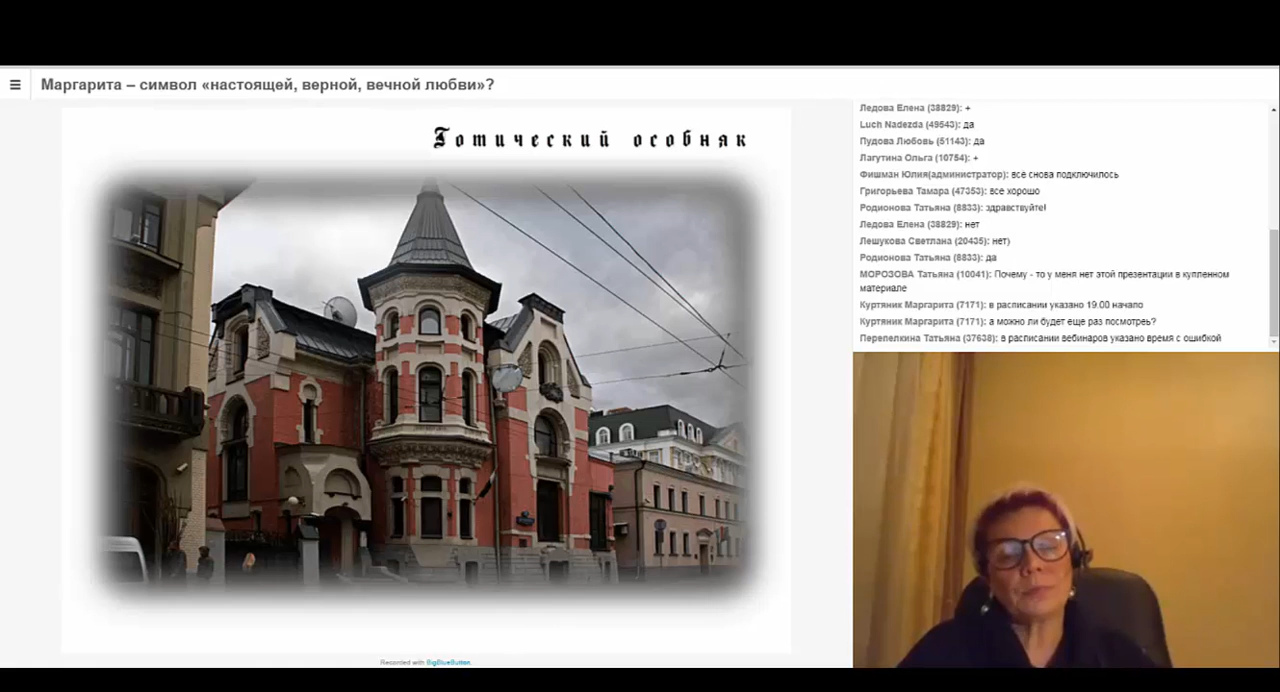 Маргарита – символ «настоящей, верной, вечной любви»?
Готический особняк
Ледова Елена (38829): +
Luch Nadezda (49543): да
Пудова Любовь (51143): да
Лагутина Ольга (10754): +
Фишман Юлия(администратор): все снова подключилось
Григорьева Тамара (47353): все хорошо
Родионова Татьяна (8833): здравствуйте!
Ледова Елена (38829): нет
Лешукова Светлана (20435): нет)
Родионова Татьяна (8833): да
МОРОЗОВА Татьяна (10041): Почему - то у меня нет этой презентации в купленном
материале
Куртяник Маргарита (7171): в расписании указано 19.00 начало
Куртяник Маргарита (7171): а можно ли будет еще раз посмотреь?
Перепелкина Татьяна (37638): в расписании вебинаров указано время с ошибкой
Recorded with BigBlueButton.